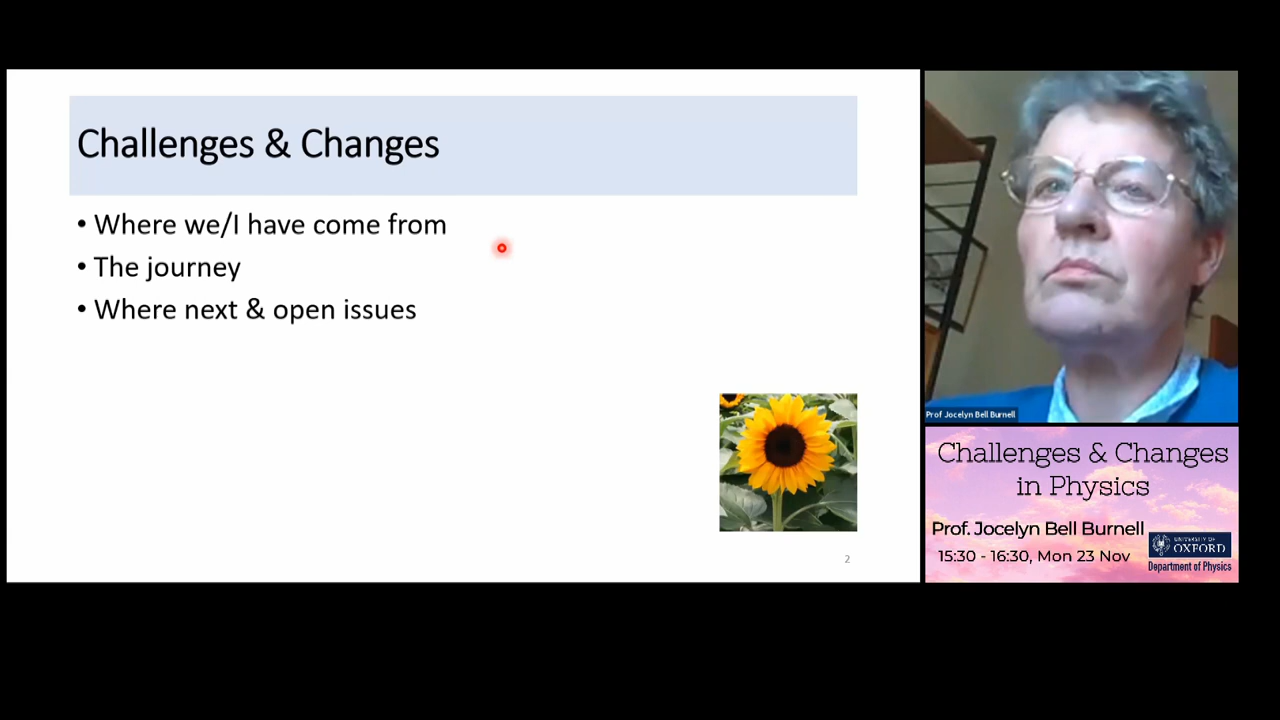 Challenges & Changes
• Where we/I have come from
• The journey
• Where next & open issues
2
Prof Jocelyn Bell Burnell
Challenges & Changes
in Physics
Prof. Jocelyn Bell Burnell
15:30 - 16:30, Mon 23 Nov
UNIVERSITY OF
OXFORD
Department of Physics